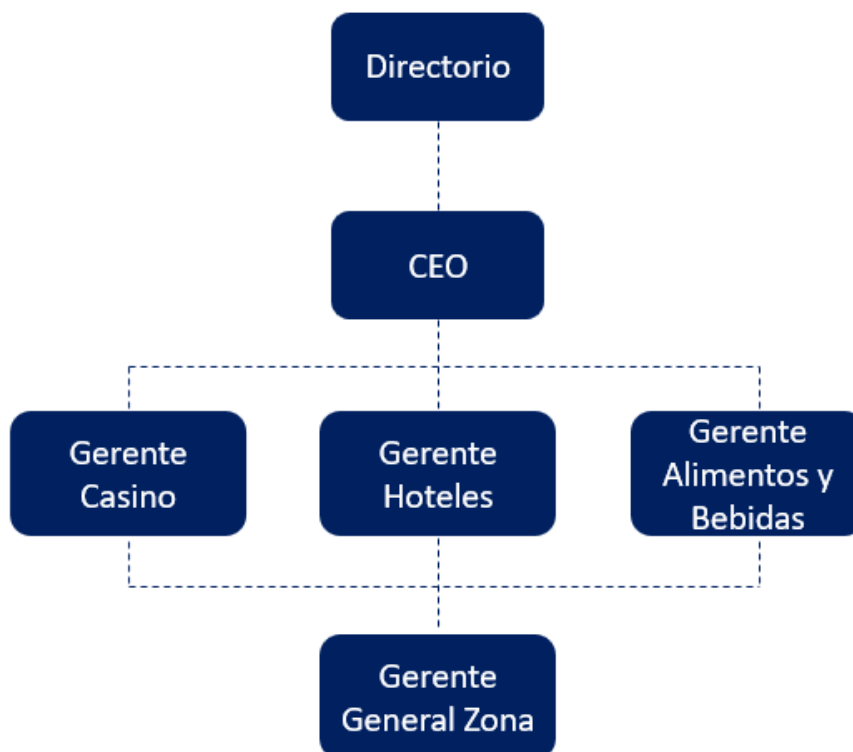 Directorio
CEO
Gerente
Casino
Gerente
Hoteles
Gerente
Alimentos y
Bebidas
Gerente
General Zona